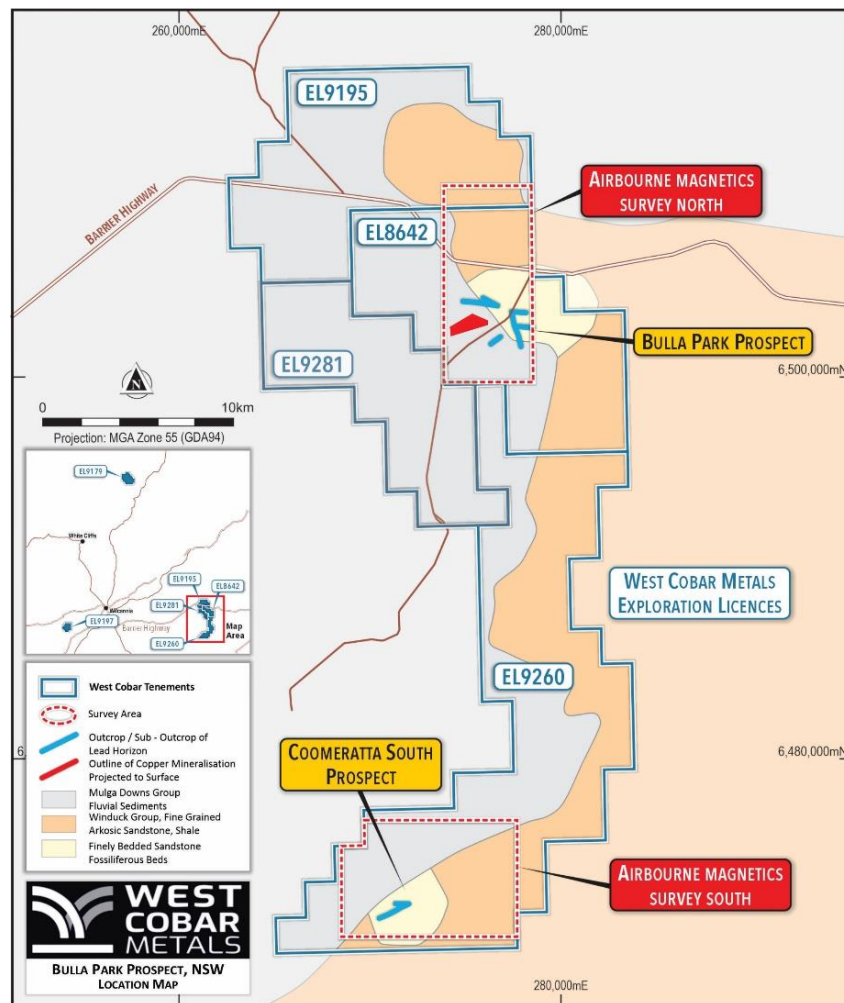 260,000mE
280,000mE
EL9195
AIRBOURNE MAGNETICS
SURVEY NORTH
BARRIER HIGHWAY
EL8642
BULLA PARK PROSPECT
EL9281
6,500,000mN
N
0
10km
Projection: MGA Zone 55 (GDA94)
EL9179
White Cliffs
EL9195
EL8642
EL9281
Wilcannia
EL9197
Barrier Highway
Map
Area
EL9260
WEST COBAR METALS
EXPLORATION LICENCES
EL9260
West Cobar Tenements
Survey Area
Outcrop / Sub - Outcrop of
Lead Horizon
Outline of Copper Mineralisation
Projected to Surface
Mulga Downs Group
Fluvial Sediments
Winduck Group, Fine Grained
Arkosic Sandstone, Shale
Finely Bedded Sandstone
Fossiliferous Beds
COOMERATTA SOUTH
PROSPECT
6,
6,480,000mN
AIRBOURNE MAGNETICS
SURVEY SOUTH
WEST
COBAR
METALS
BULLA PARK PROSPECT, NSW
LOCATION MAP
280,000mE